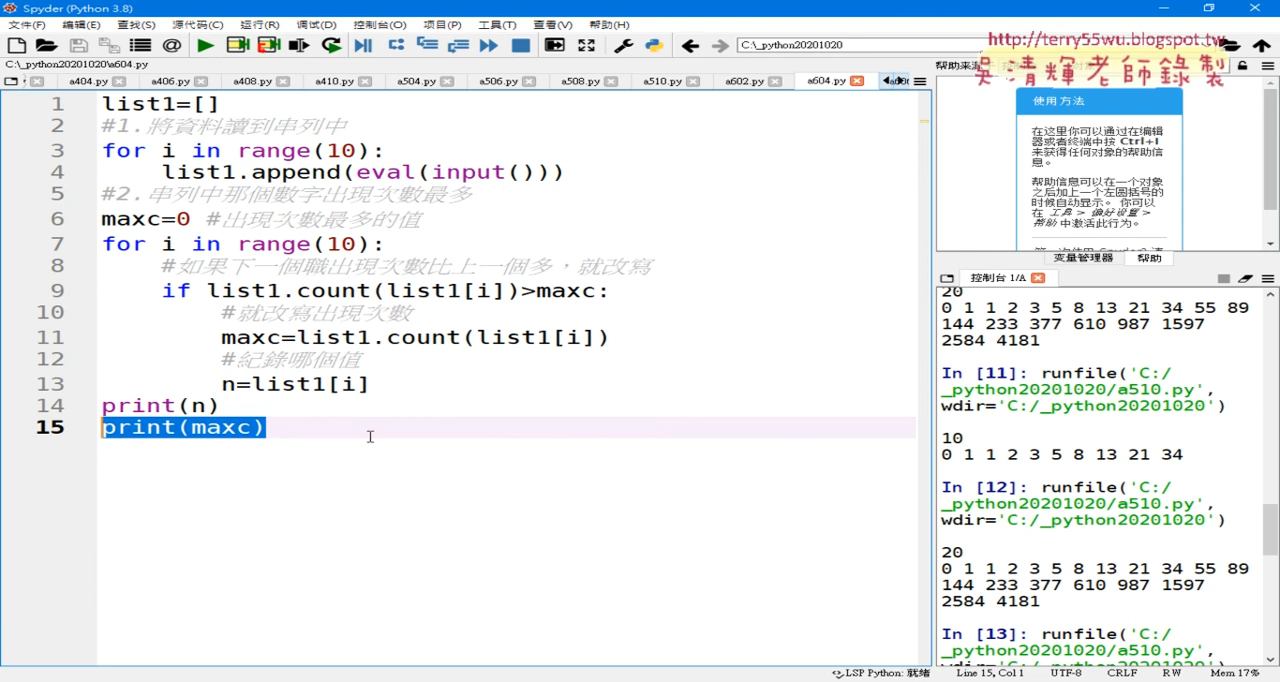 Spyder (Python 3.8)
文件(F) 编辑(E) 查找(S) 源代码(C) 运行(R) 调试(D) 控制台(O) 项目(P) 工具(T) 查看(V) 帮助(H)
C:\_python20201020
http://terry55wu.blogspot.tw
吳清輝老師錄製
C:\_python20201020\a604.py
a404.py a406.py a408.py a410.py a504.py a506.py a508.py a510.py a602.py a604.py
帮助来源
1 list1=[]
2 #1.將資料讀到串列中
3 for i in range(10):
4 list1.append(eval(input()))
5 #2.串列中那個數字出現次數最多
6 maxc=0 #出現次數最多的值
7 for i in range(10):
8 #如果下一個職出現次數比上一個多，就改寫
9 if list1.count(list1[i])>maxc:
10 #就改寫出現次數
11 maxc=list1.count(list1[i])
12 #紀錄哪個值
13 n=list1[i]
14 print(n)
15 print(maxc)
使用方法
在这里你可以通过在编辑
器或者终端中按 Ctrl+I
来获得任何对象的帮助信
息。
帮助信息可以在一个对象
之后加上一个左圆括号的
时候自动显示。 你可以
在 工具 > 偏好设置 >
帮助 中激活此行为。
变量管理器 帮助
控制台 1/A
20
0 1 1 2 3 5 8 13 21 34 55 89
144 233 377 610 987 1597
2584 4181
In [11]: runfile('C:/
_python20201020/a510.py',
wdir='C:/_python20201020')
10
0 1 1 2 3 5 8 13 21 34
In [12]: runfile('C:/
_python20201020/a510.py',
wdir='C:/_python20201020')
20
0 1 1 2 3 5 8 13 21 34 55 89
144 233 377 610 987 1597
2584 4181
In [13]: runfile('C:/
_python20201020/a510.py',
wdir='C:/_python20201020')
LSP Python: 就绪 Line 15, Col 1 UTF-8 CRLF RW Mem 17%